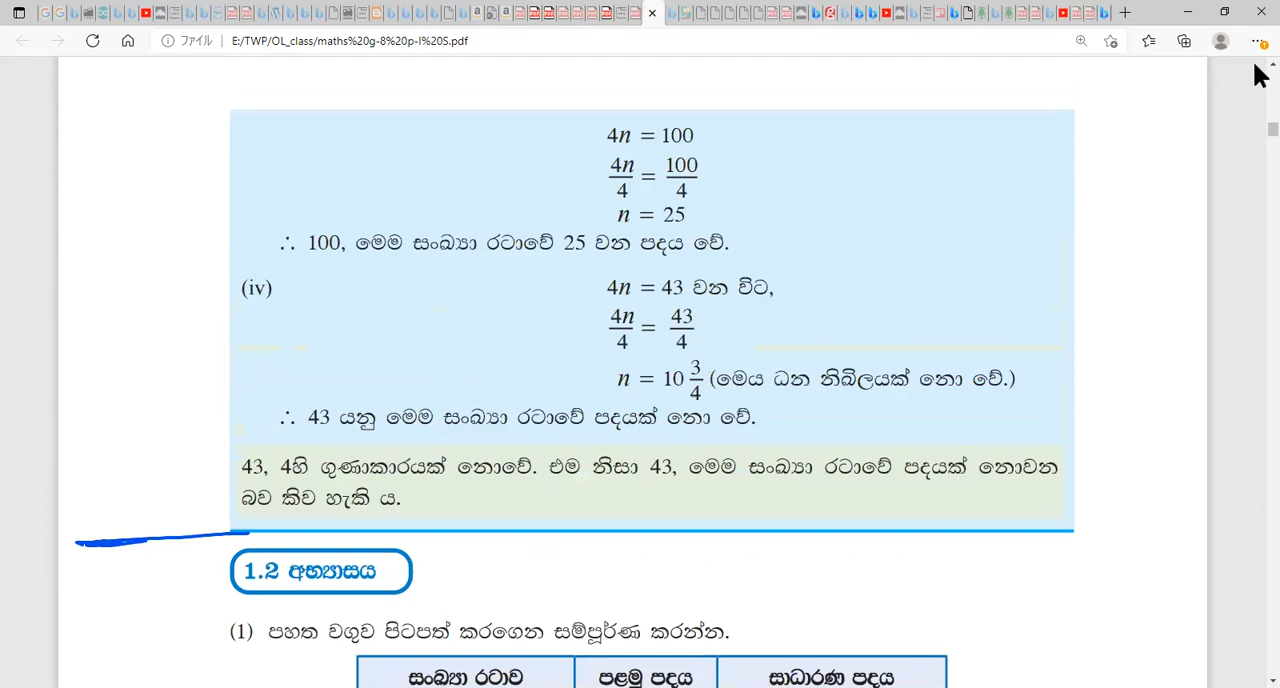 ファイル E:/TWP/OL_class/maths%20g-8%20p-I%20S.pdf
4n = 100
4n/4 = 100/4
n = 25
∴ 100, මෙම සංඛ්‍යා රටාවේ 25 වන පදය වේ.
(iv) 4n = 43 වන විට,
4n/4 = 43/4
n = 10 3/4 (මෙය ධන නිඛිලයක් නො වේ.)
∴ 43 යනු මෙම සංඛ්‍යා රටාවේ පදයක් නො වේ.
43, 4හි ගුණාකාරයක් නොවේ. එම නිසා 43, මෙම සංඛ්‍යා රටාවේ පදයක් නොවන
බව කිව හැකි ය.
1.2 අභ්‍යාසය
(1) පහත වගුව පිටපත් කරගෙන සම්පූර්ණ කරන්න.
සංඛ්‍යා රටාව පළමු පදය සාධාරණ පදය